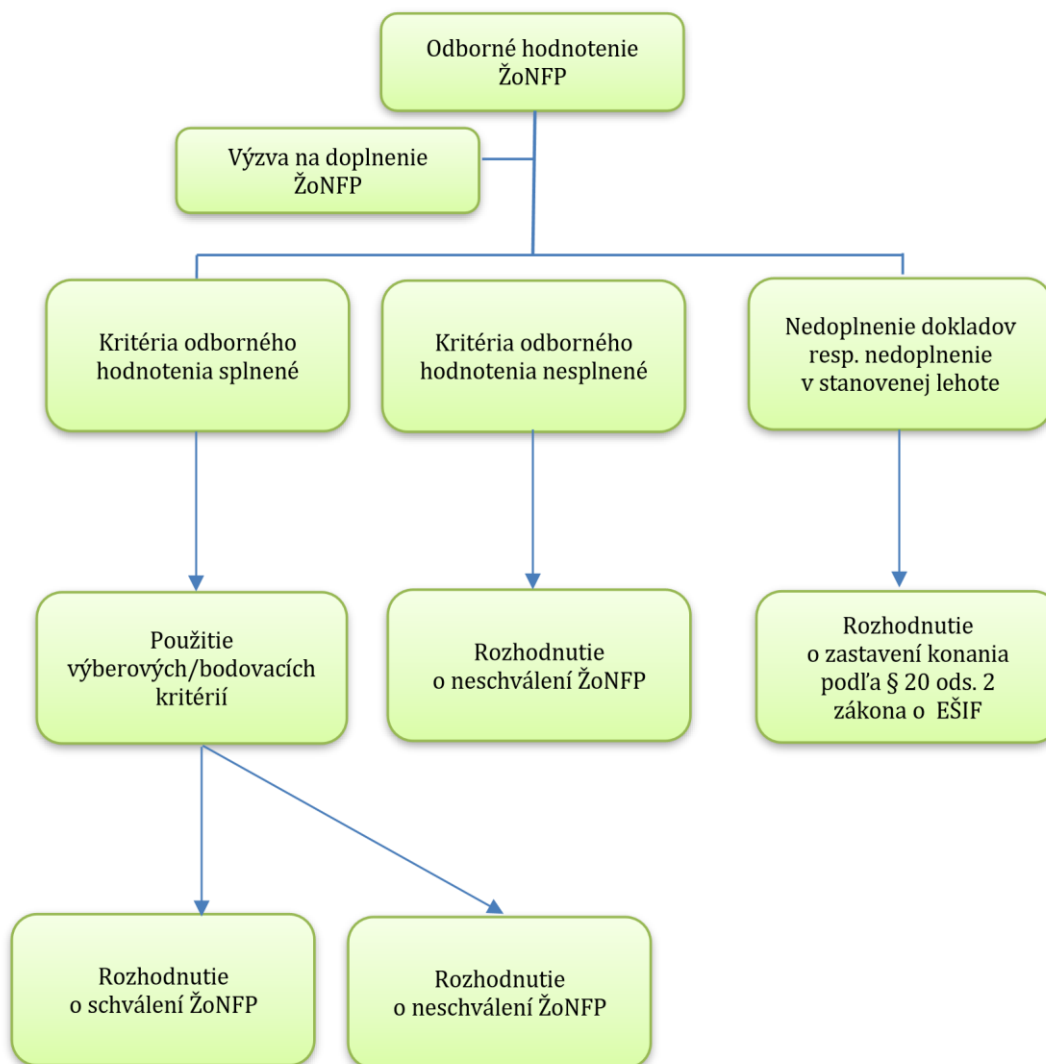 Odborné hodnotenie
ŽoNFP
Výzva na doplnenie
ŽoNFP
Kritéria odborného
hodnotenia splnené
Kritéria odborného
hodnotenia nesplnené
Nedoplnenie dokladov
resp. nedoplnenie
v stanovenej lehote
Použitie
výberových/bodovacích
kritérií
Rozhodnutie
o neschválení ŽoNFP
Rozhodnutie
o zastavení konania
podľa § 20 ods. 2
zákona o EŠIF
Rozhodnutie
o schválení ŽoNFP
Rozhodnutie
o neschválení ŽoNFP